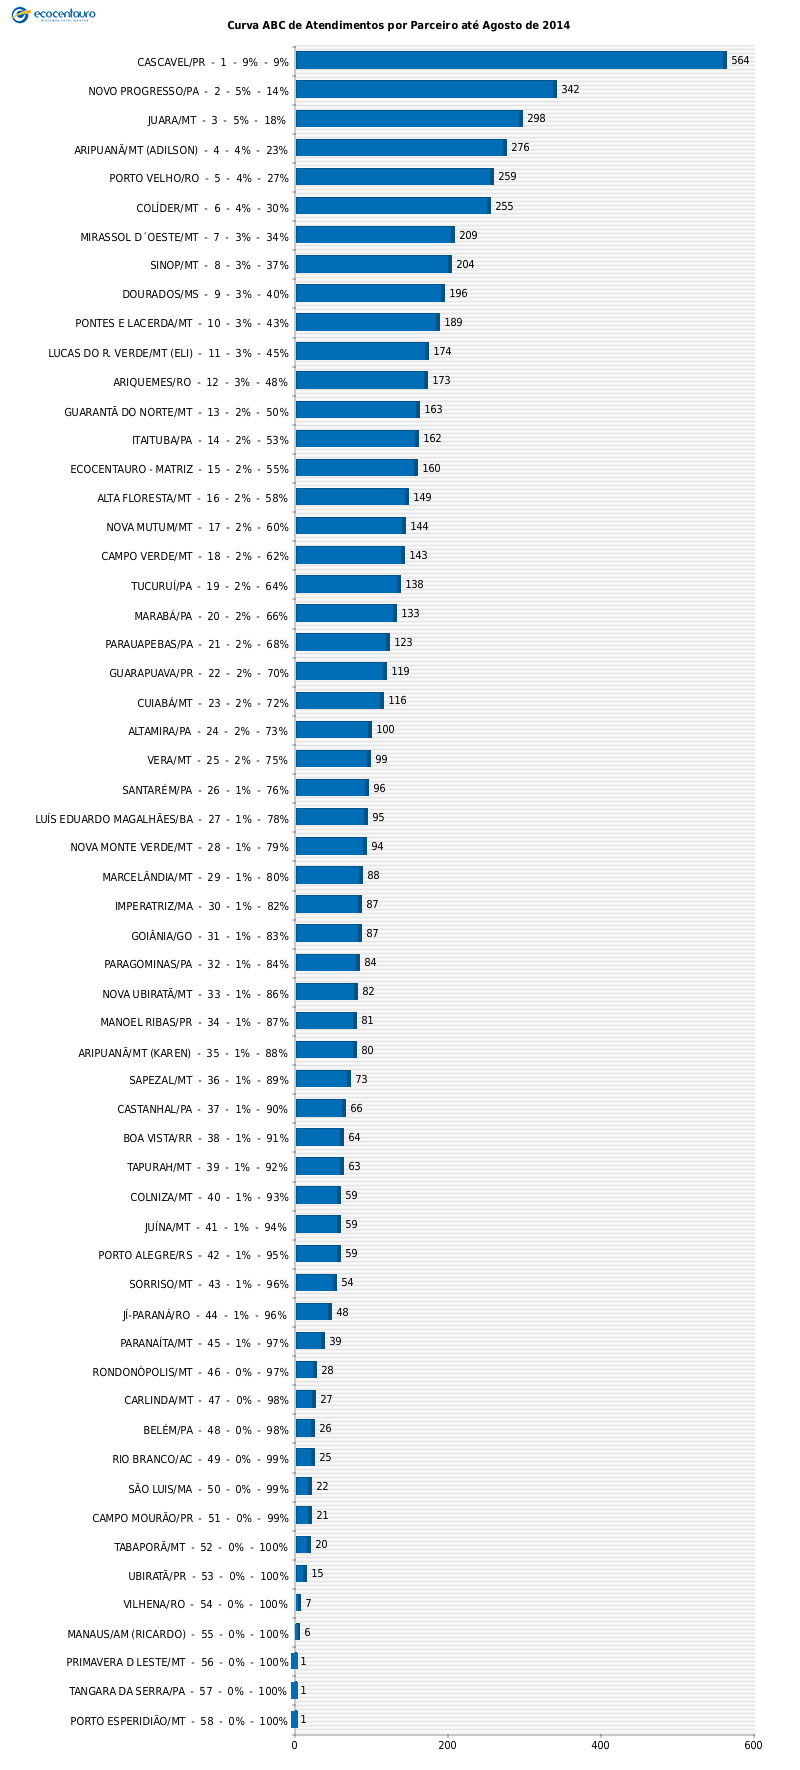 ecocentauro
Curva ABC de Atendimentos por Parceiro até Agosto de 2014
CASCAVEL/PR - 1 - 9% - 9% 564
NOVO PROGRESSO/PA - 2 - 5% - 14% 342
JUARA/MT - 3 - 5% - 18% 298
ARIPUANÃ/MT (ADILSON) - 4 - 4% - 23% 276
PORTO VELHO/RO - 5 - 4% - 27% 259
COLÍDER/MT - 6 - 4% - 30% 255
MIRASSOL D´OESTE/MT - 7 - 3% - 34% 209
SINOP/MT - 8 - 3% - 37% 204
DOURADOS/MS - 9 - 3% - 40% 196
PONTES E LACERDA/MT - 10 - 3% - 43% 189
LUCAS DO R. VERDE/MT (ELI) - 11 - 3% - 45% 174
ARIQUEMES/RO - 12 - 3% - 48% 173
GUARANTÃ DO NORTE/MT - 13 - 2% - 50% 163
ITAITUBA/PA - 14 - 2% - 53% 162
ECOCENTAURO - MATRIZ - 15 - 2% - 55% 160
ALTA FLORESTA/MT - 16 - 2% - 58% 149
NOVA MUTUM/MT - 17 - 2% - 60% 144
CAMPO VERDE/MT - 18 - 2% - 62% 143
TUCURUÍ/PA - 19 - 2% - 64% 138
MARABÁ/PA - 20 - 2% - 66% 133
PARAUAPEBAS/PA - 21 - 2% - 68% 123
GUARAPUAVA/PR - 22 - 2% - 70% 119
CUIABÁ/MT - 23 - 2% - 72% 116
ALTAMIRA/PA - 24 - 2% - 73% 100
VERA/MT - 25 - 2% - 75% 99
SANTARÉM/PA - 26 - 1% - 76% 96
LUÍS EDUARDO MAGALHÃES/BA - 27 - 1% - 78% 95
NOVA MONTE VERDE/MT - 28 - 1% - 79% 94
MARCELÂNDIA/MT - 29 - 1% - 80% 88
IMPERATRIZ/MA - 30 - 1% - 82% 87
GOIÂNIA/GO - 31 - 1% - 83% 87
PARAGOMINAS/PA - 32 - 1% - 84% 84
NOVA UBIRATÃ/MT - 33 - 1% - 86% 82
MANOEL RIBAS/PR - 34 - 1% - 87% 81
ARIPUANÃ/MT (KAREN) - 35 - 1% - 88% 80
SAPEZAL/MT - 36 - 1% - 89% 73
CASTANHAL/PA - 37 - 1% - 90% 66
BOA VISTA/RR - 38 - 1% - 91% 64
TAPURAH/MT - 39 - 1% - 92% 63
COLNIZA/MT - 40 - 1% - 93% 59
JUÍNA/MT - 41 - 1% - 94% 59
PORTO ALEGRE/RS - 42 - 1% - 95% 59
SORRISO/MT - 43 - 1% - 96% 54
JÍ-PARANÁ/RO - 44 - 1% - 96% 48
PARANAÍTA/MT - 45 - 1% - 97% 39
RONDONÓPOLIS/MT - 46 - 0% - 97% 28
CARLINDA/MT - 47 - 0% - 98% 27
BELÉM/PA - 48 - 0% - 98% 26
RIO BRANCO/AC - 49 - 0% - 99% 25
SÃO LUIS/MA - 50 - 0% - 99% 22
CAMPO MOURÃO/PR - 51 - 0% - 99% 21
TABAPORÃ/MT - 52 - 0% - 100% 20
UBIRATÃ/PR - 53 - 0% - 100% 15
VILHENA/RO - 54 - 0% - 100% 7
MANAUS/AM (RICARDO) - 55 - 0% - 100% 6
PRIMAVERA D LESTE/MT - 56 - 0% - 100% 1
TANGARA DA SERRA/PA - 57 - 0% - 100% 1
PORTO ESPERIDIÃO/MT - 58 - 0% - 100% 1
0 200 400 600